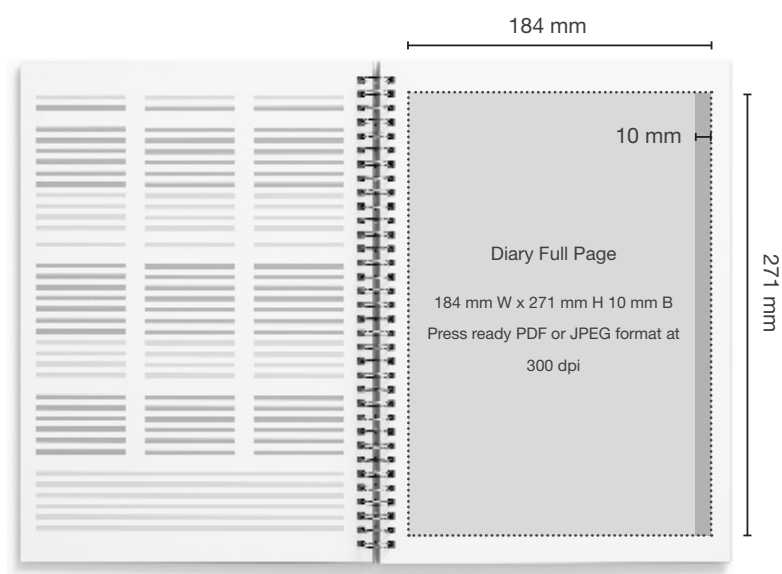 184 mm
10 mm
271 mm
Diary Full Page
184 mm W x 271 mm H 10 mm B
Press ready PDF or JPEG format at
300 dpi